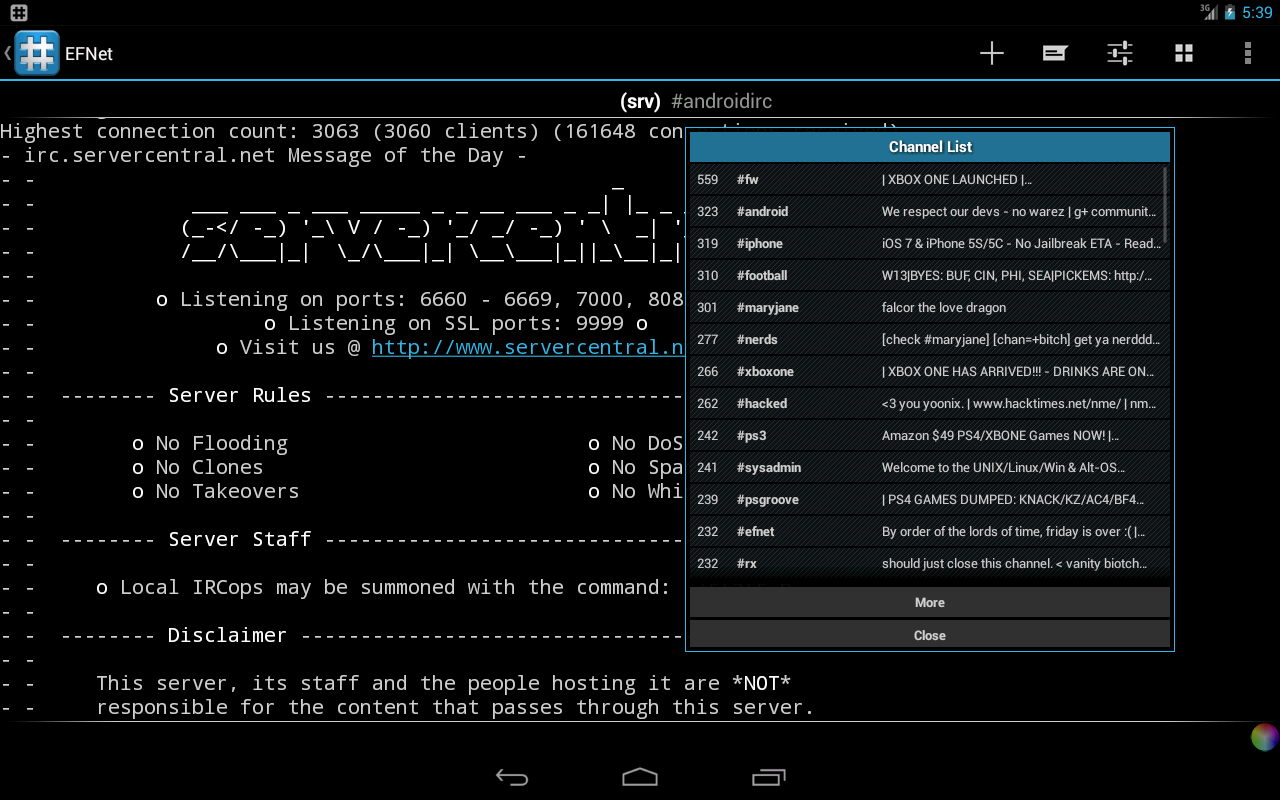 3G 5:39
EFNet
(srv) #androidirc
Highest connection count: 3063 (3060 clients) (161648
- irc.servercentral.net Message of the Day -
o Listening on ports: 6660 - 6669, 7000, 808
o Listening on SSL ports: 9999 o
o Visit us @ http://www.servercentral.n
-------- Server Rules ------------------------------
o No Flooding o No DoS
o No Clones o No Spa
o No Takeovers o No Whi
-------- Server Staff ------------------------------
o Local IRCops may be summoned with the command:
-------- Disclaimer --------------------------------
This server, its staff and the people hosting it are *NOT*
responsible for the content that passes through this server.
Channel List
559 #fw | XBOX ONE LAUNCHED |...
323 #android We respect our devs - no warez | g+ communit...
319 #iphone iOS 7 & iPhone 5S/5C - No Jailbreak ETA - Read...
310 #football W13|BYES: BUF, CIN, PHI, SEA|PICKEMS: http:/...
301 #maryjane falcor the love dragon
277 #nerds [check #maryjane] [chan=+bitch] get ya nerddd...
266 #xboxone | XBOX ONE HAS ARRIVED!!! - DRINKS ARE ON...
262 #hacked <3 you yoonix. | www.hacktimes.net/nme/ | nm...
242 #ps3 Amazon $49 PS4/XBONE Games NOW! |...
241 #sysadmin Welcome to the UNIX/Linux/Win & Alt-OS...
239 #psgroove | PS4 GAMES DUMPED: KNACK/KZ/AC4/BF4...
232 #efnet By order of the lords of time, friday is over :( |...
232 #rx should just close this channel. < vanity biotch...
More
Close